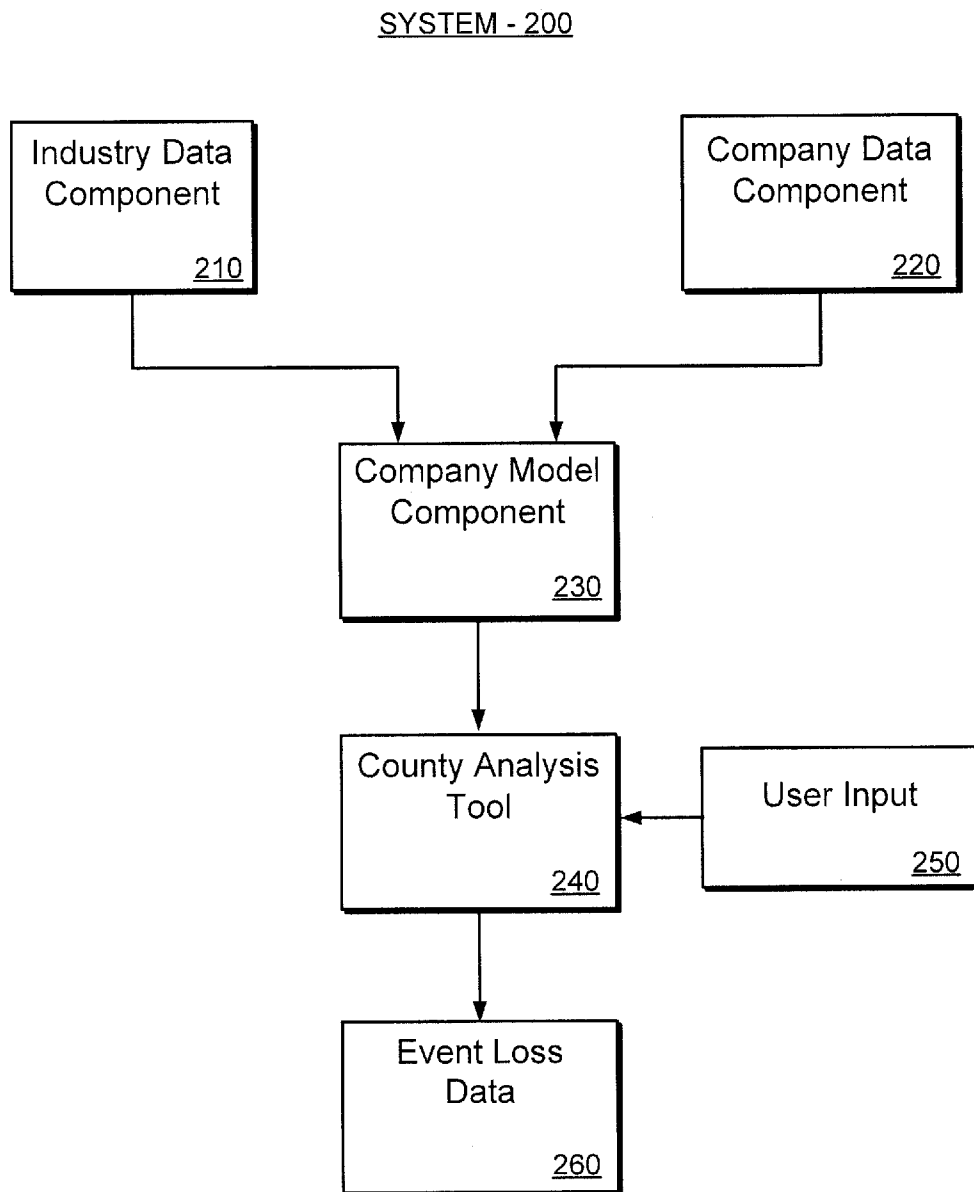 SYSTEM - 200
Industry Data
Component
210
Company Data
Component
220
Company Model
Component
230
County Analysis
Tool
240
User Input
250
Event Loss
Data
260